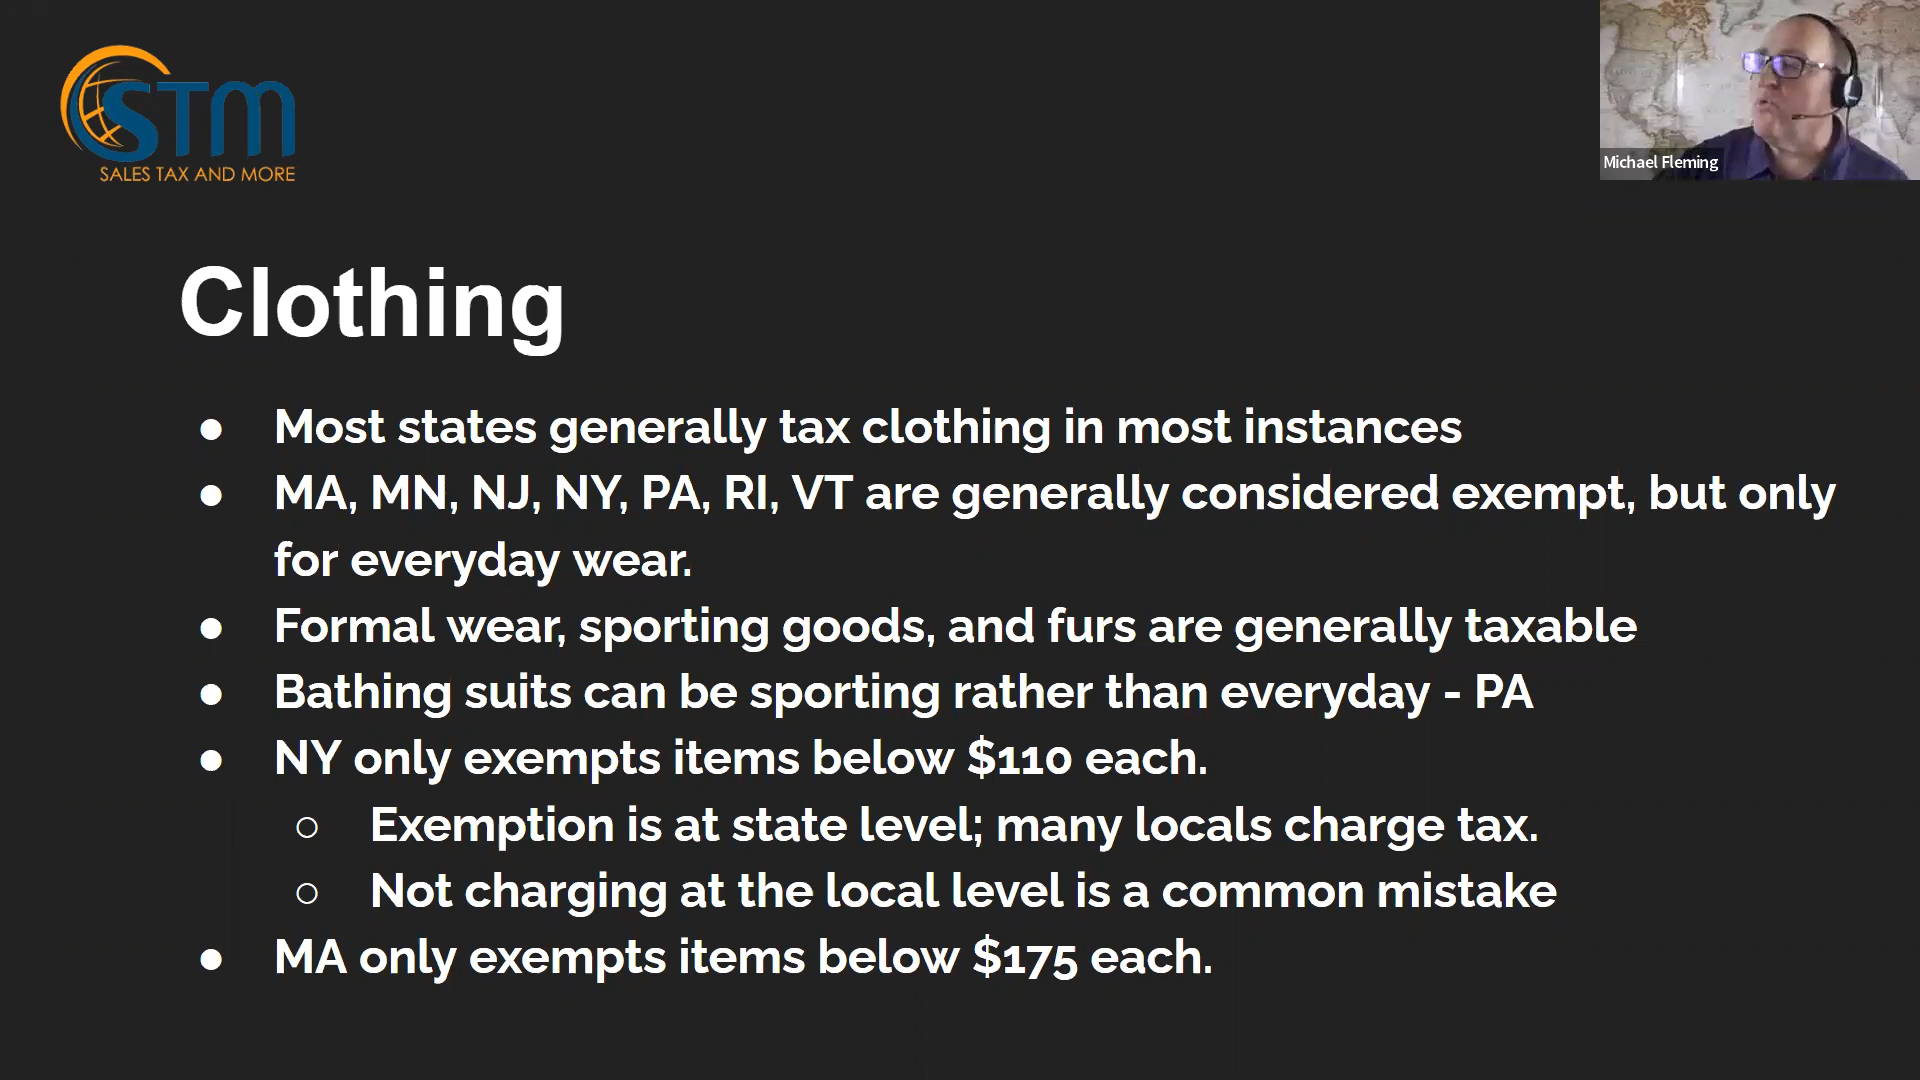 STM
SALES TAX AND MORE
Michael Fleming
Clothing
● Most states generally tax clothing in most instances
● MA, MN, NJ, NY, PA, RI, VT are generally considered exempt, but only
for everyday wear.
● Formal wear, sporting goods, and furs are generally taxable
● Bathing suits can be sporting rather than everyday - PA
● NY only exempts items below $110 each.
○ Exemption is at state level; many locals charge tax.
○ Not charging at the local level is a common mistake
● MA only exempts items below $175 each.